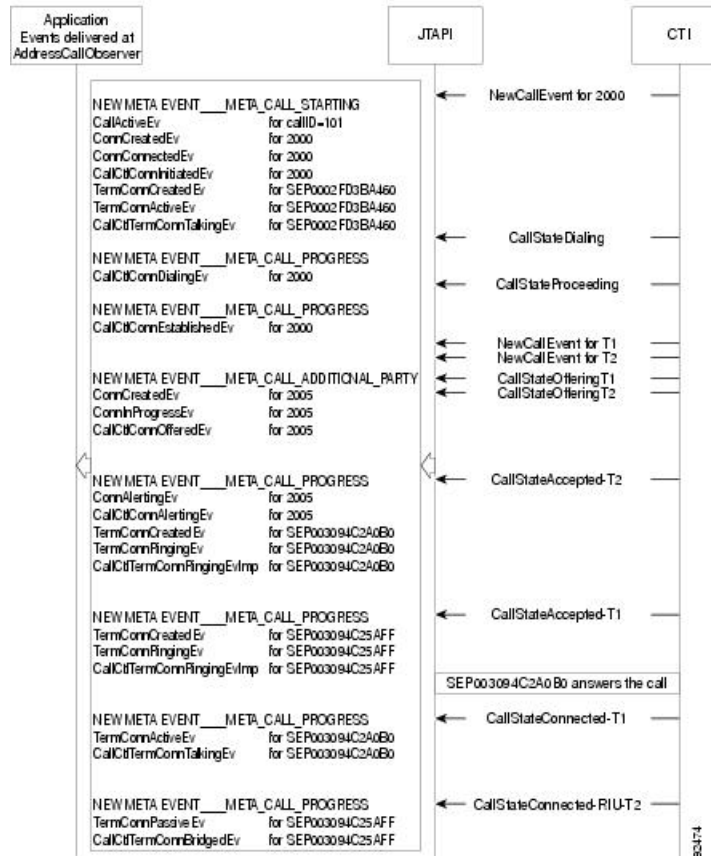 Application
Events delivered at
AddressCallObserver
JTAPI
CTI
NEW META EVENT___META_CALL_STARTING
CallActiveEv for callID=101
ConnCreatedEv for 2000
ConnConnectedEv for 2000
CallCtlConnInitiatedEv for 2000
TermConnCreatedEv for SEP0002FD3BA460
TermConnActiveEv for SEP0002FD3BA460
CallCtlTermConnTalkingEv for SEP0002FD3BA460
NewCallEvent for 2000
CallStateDialing
NEW META EVENT___META_CALL_PROGRESS
CallCtlConnDialingEv for 2000
CallStateProceeding
NEW META EVENT___META_CALL_PROGRESS
CallCtlConnEstablishedEv for 2000
NewCallEvent for T1
NewCallEvent for T2
NEW META EVENT___META_CALL_ADDITIONAL_PARTY
ConnCreatedEv for 2005
ConnInProgressEv for 2005
CallCtlConnOfferedEv for 2005
CallStateOfferingT1
CallStateOfferingT2
NEW META EVENT___META_CALL_PROGRESS
ConnAlertingEv for 2005
CallCtlConnAlertingEv for 2005
TermConnCreatedEv for SEP003094C2A0B0
TermConnRingingEv for SEP003094C2A0B0
CallCtlTermConnRingingEvImp for SEP003094C2A0B0
CallStateAccepted-T2
NEW META EVENT___META_CALL_PROGRESS
TermConnCreatedEv for SEP003094C25AFF
TermConnRingingEv for SEP003094C25AFF
CallCtlTermConnRingingEvImp for SEP003094C25AFF
CallStateAccepted-T1
SEP003094C2A0B0 answers the call
NEW META EVENT___META_CALL_PROGRESS
TermConnActiveEv for SEP003094C2A0B0
CallCtlTermConnTalkingEv for SEP003094C2A0B0
CallStateConnected-T1
NEW META EVENT___META_CALL_PROGRESS
TermConnPassiveEv for SEP003094C25AFF
CallCtlTermConnBridgedEv for SEP003094C25AFF
CallStateConnected-RIU-T2